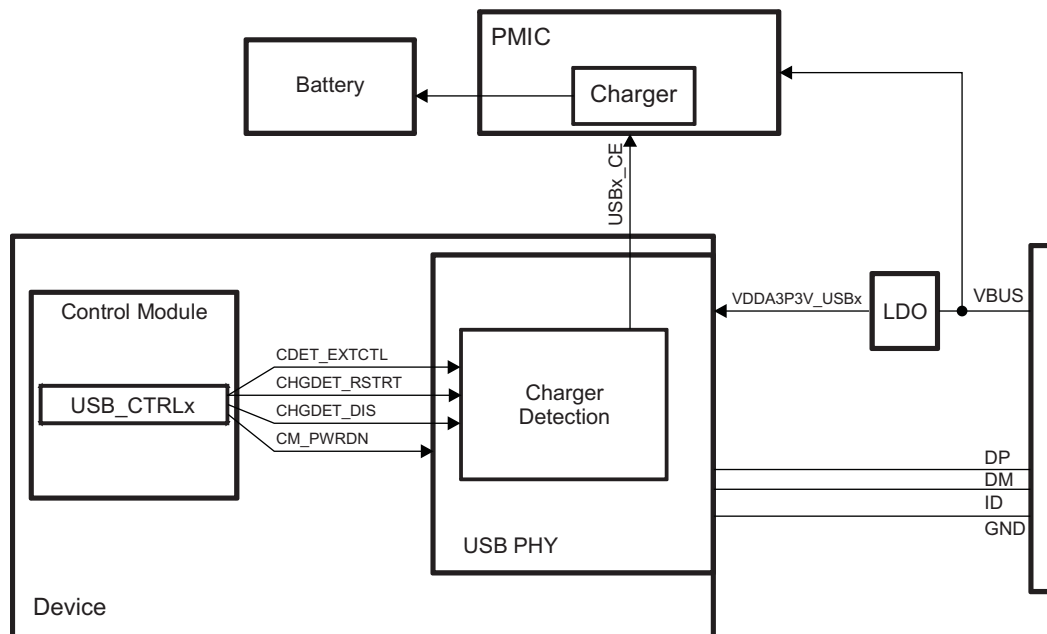 PMIC
Battery
Charger
USBx_CE
Control Module
VDDA3P3V_USBx
LDO
VBUS
CDET_EXTCTL
USB_CTRLx
CHGDET_RSTRT
CHGDET_DIS
CM_PWRDN
Charger
Detection
DP
DM
ID
GND
USB PHY
Device